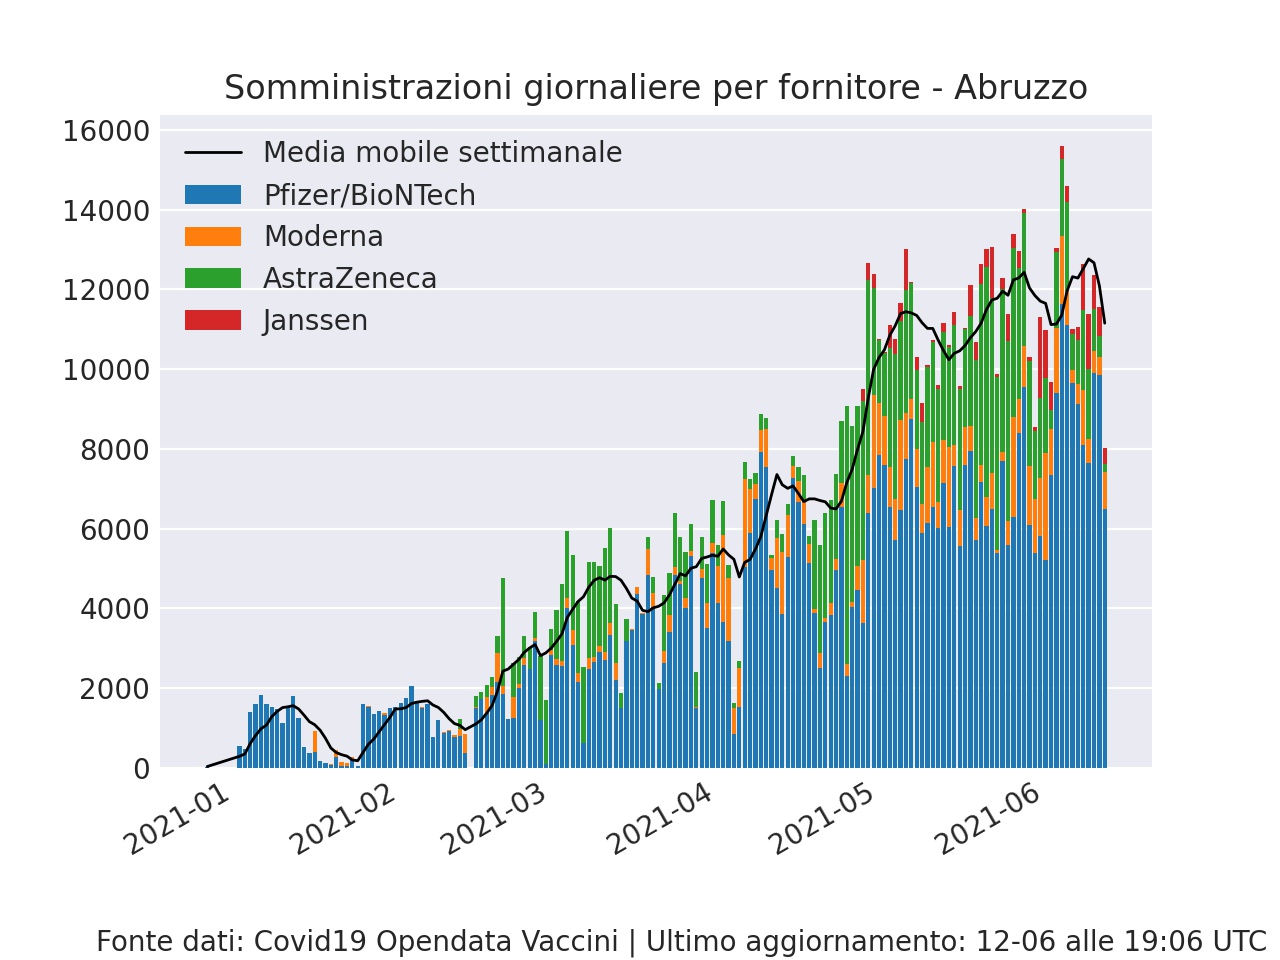 Somministrazioni giornaliere per fornitore - Abruzzo
16000
14000
12000
10000
8000
6000
4000
2000
0
Media mobile settimanale
Pfizer/BioNTech
Moderna
AstraZeneca
Janssen
2021-01
2021-02
2021-03
2021-04
2021-05
2021-06
Fonte dati: Covid19 Opendata Vaccini | Ultimo aggiornamento: 12-06 alle 19:06 UTC